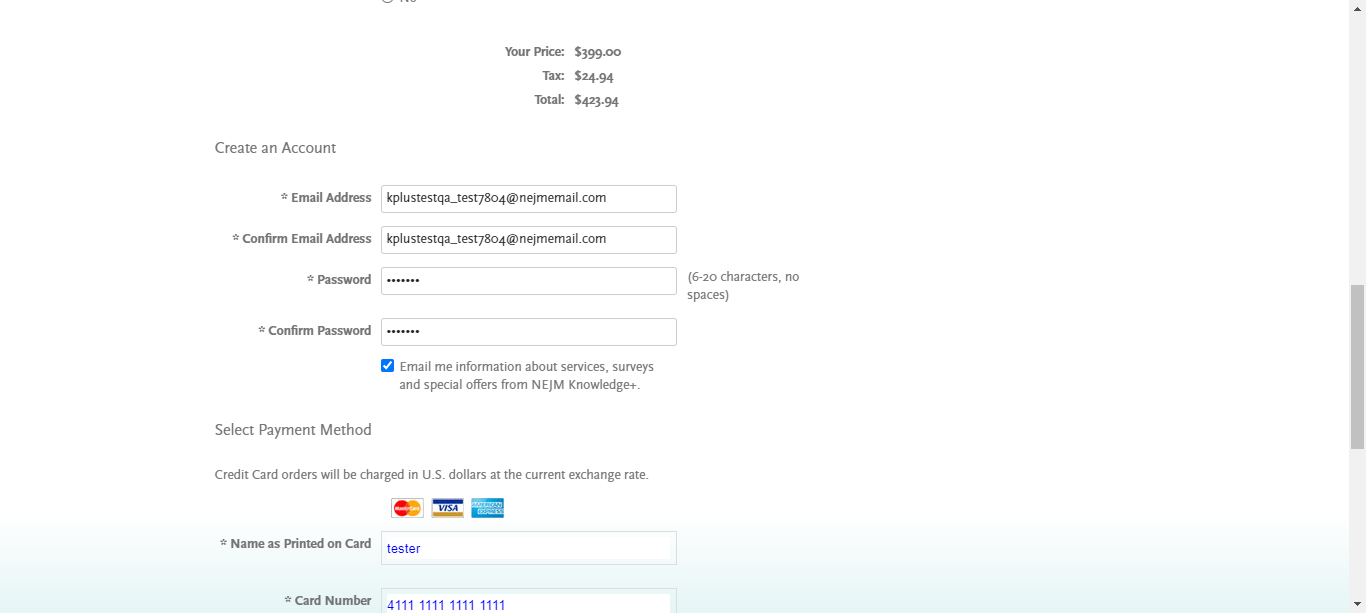 No
Your Price: $399.00
Tax: $24.94
Total: $423.94
Create an Account
* Email Address kplustestqa_test7804@nejmemail.com
* Confirm Email Address kplustestqa_test7804@nejmemail.com
* Password ••••••• (6-20 characters, no
spaces)
* Confirm Password •••••••
Email me information about services, surveys
and special offers from NEJM Knowledge+.
Select Payment Method
Credit Card orders will be charged in U.S. dollars at the current exchange rate.
MasterCard VISA AMERICAN EXPRESS
* Name as Printed on Card tester
* Card Number 4111 1111 1111 1111